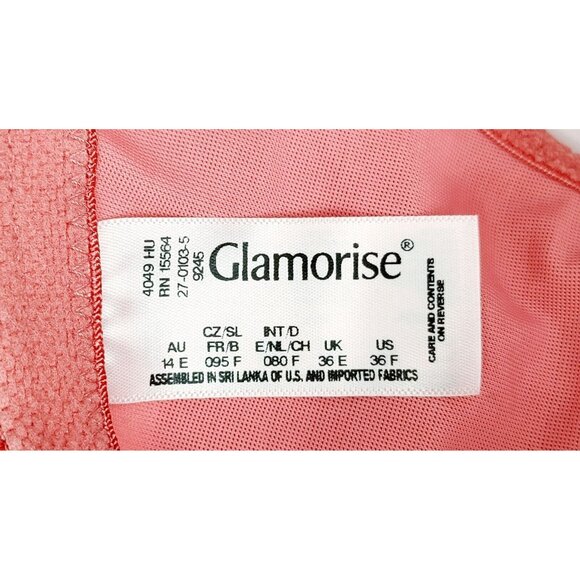 4049 HU
RN 15564
27-0103-5
9245
Glamorise®
CARE AND CONTENTS
ON REVERSE
CZ/SL INT/D
AU FR/B E/NL/CH UK US
14 E 095 F 080 F 36 E 36 F
ASSEMBLED IN SRI LANKA OF U.S. AND IMPORTED FABRICS